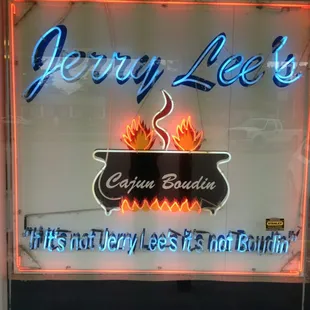 Jerry Lee's
Cajun Boudin
"If it's not Jerry Lee's it's not Boudin"